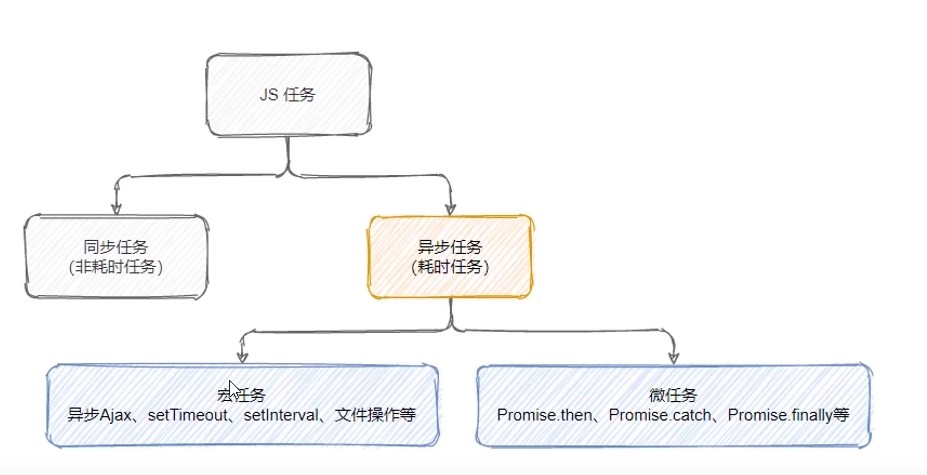 JS 任务
同步任务
（非耗时任务）
异步任务
（耗时任务）
宏任务
异步Ajax、setTimeout、setInterval、文件操作等
微任务
Promise.then、Promise.catch、Promise.finally等